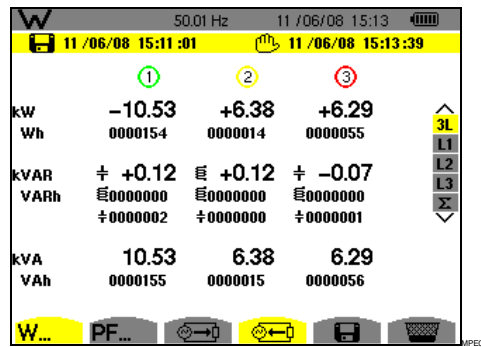 W 50.01 Hz 11 /06/08 15:13
11 /06/08 15:11 :01 11 /06/08 15:13 :39
1 2 3
kW −10.53 +6.38 +6.29
Wh 0000154 0000014 0000055
3L
L1
L2
L3
Σ
kVAR +0.12 +0.12 −0.07
VARh 0000000 0000000 0000000
0000002 0000000 0000001
kVA 10.53 6.38 6.29
VAh 0000155 0000015 0000056
W... PF...